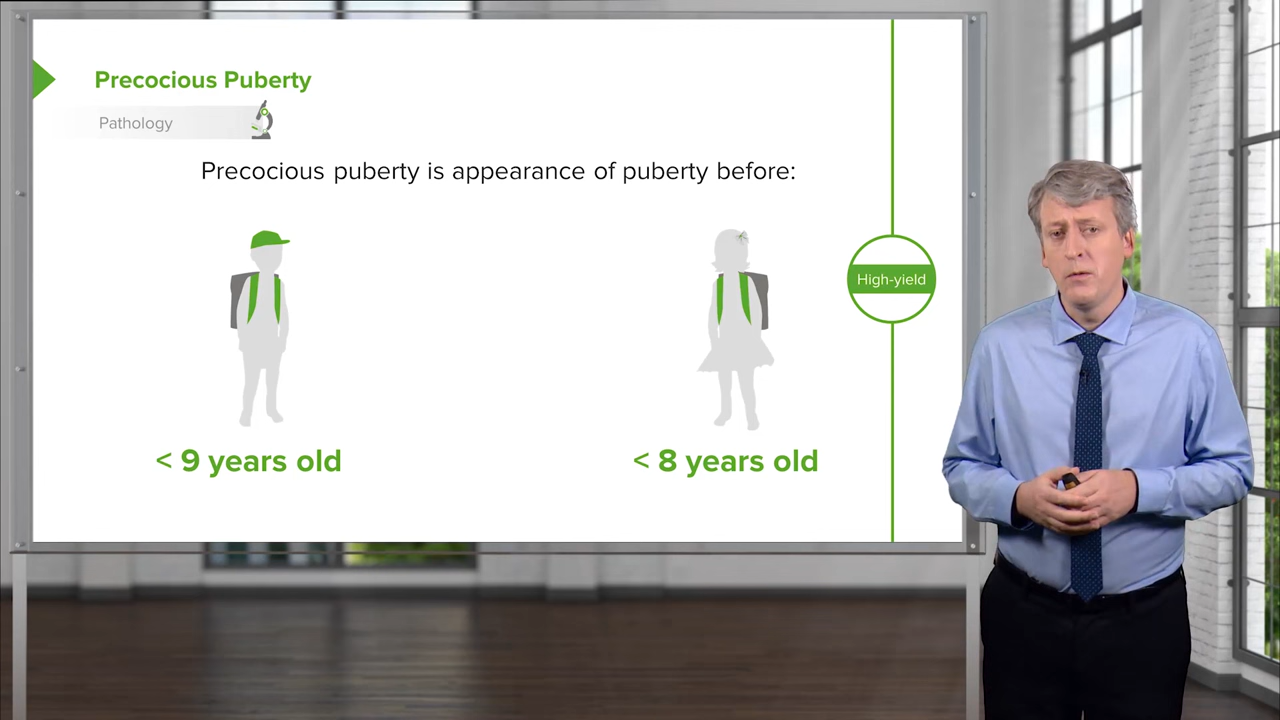 Precocious Puberty
Pathology
Precocious puberty is appearance of puberty before:
High-yield
< 9 years old
< 8 years old